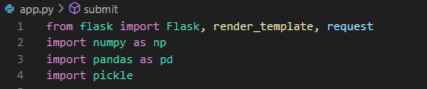 app.py > submit
1 from flask import Flask, render_template, request
2 import numpy as np
3 import pandas as pd
4 import pickle